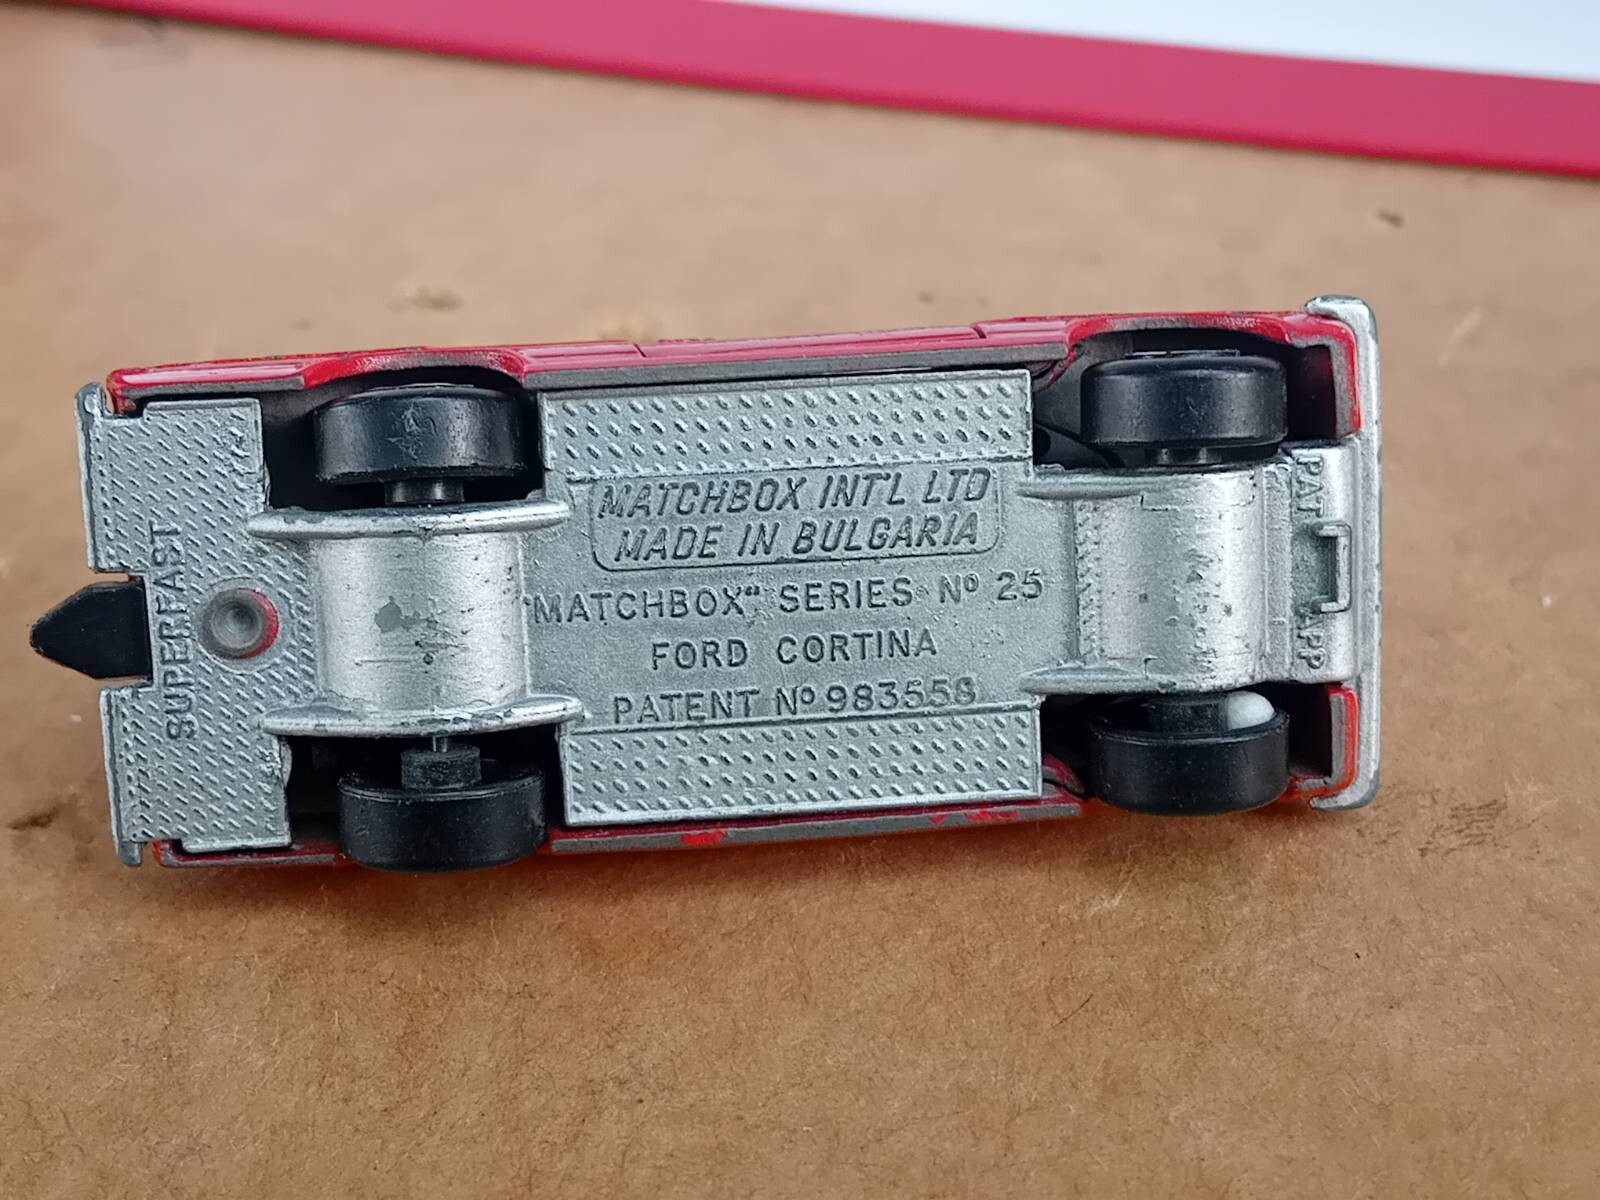 MATCHBOX INT'L LTD
MADE IN BULGARIA
"MATCHBOX" SERIES Nº 25
FORD CORTINA
PATENT Nº 983558
SUPERFAST
PAT APP